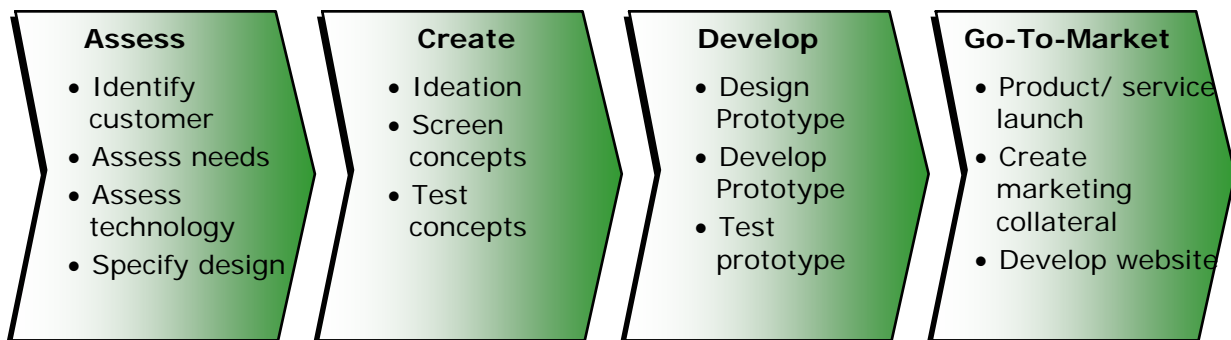 Assess
• Identify
customer
• Assess needs
• Assess
technology
• Specify design
Create
• Ideation
• Screen
concepts
• Test
concepts
Develop
• Design
Prototype
• Develop
Prototype
• Test
prototype
Go-To-Market
• Product/ service
launch
• Create
marketing
collateral
• Develop website